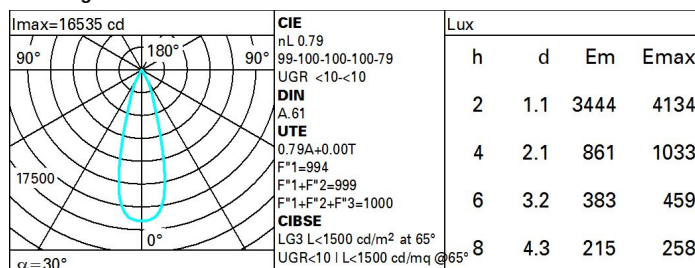 Imax=16535 cd
90°
180°
90°
17500
0°
α=30°
CIE
nL 0.79
99-100-100-100-79
UGR <10-<10
DIN
A.61
UTE
0.79A+0.00T
F"1=994
F"1+F"2=999
F"1+F"2+F"3=1000
CIBSE
LG3 L<1500 cd/m² at 65°
UGR<10 | L<1500 cd/mq @65°
Lux
h d Em Emax
2 1.1 3444 4134
4 2.1 861 1033
6 3.2 383 459
8 4.3 215 258